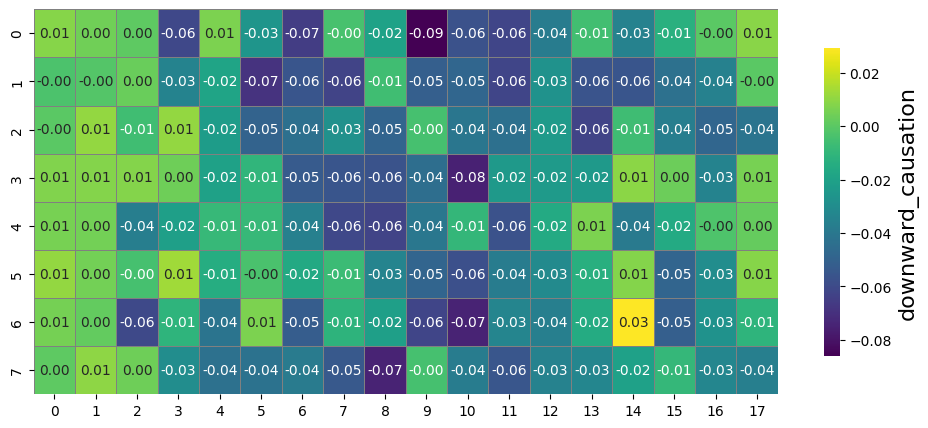 0 0.01 0.00 0.00 -0.06 0.01 -0.03 -0.07 -0.00 -0.02 -0.09 -0.06 -0.06 -0.04 -0.01 -0.03 -0.01 -0.00 0.01
1 -0.00 -0.00 0.00 -0.03 -0.02 -0.07 -0.06 -0.06 -0.01 -0.05 -0.05 -0.06 -0.03 -0.06 -0.06 -0.04 -0.04 -0.00
2 -0.00 0.01 -0.01 0.01 -0.02 -0.05 -0.04 -0.03 -0.05 -0.00 -0.04 -0.04 -0.02 -0.06 -0.01 -0.04 -0.05 -0.04
3 0.01 0.01 0.01 0.00 -0.02 -0.01 -0.05 -0.06 -0.06 -0.04 -0.08 -0.02 -0.02 -0.02 0.01 0.00 -0.03 0.01
4 0.01 0.01 -0.04 -0.02 -0.01 -0.01 -0.04 -0.06 -0.06 -0.04 -0.01 -0.06 -0.02 0.01 -0.04 -0.02 -0.00 0.00
5 0.01 0.00 -0.00 0.01 -0.01 -0.00 -0.02 -0.01 -0.03 -0.05 -0.06 -0.04 -0.03 -0.01 0.01 -0.05 -0.03 0.01
6 0.01 0.00 -0.06 -0.01 -0.04 0.01 -0.05 -0.01 -0.02 -0.06 -0.07 -0.03 -0.04 -0.02 0.03 -0.05 -0.03 -0.01
7 0.00 0.01 0.00 -0.03 -0.04 -0.04 -0.04 -0.05 -0.07 -0.00 -0.04 -0.06 -0.03 -0.03 -0.02 -0.01 -0.03 -0.04
0 1 2 3 4 5 6 7 8 9 10 11 12 13 14 15 16 17
0.02
0.00
−0.02
−0.04
−0.06
−0.08
downward_causation